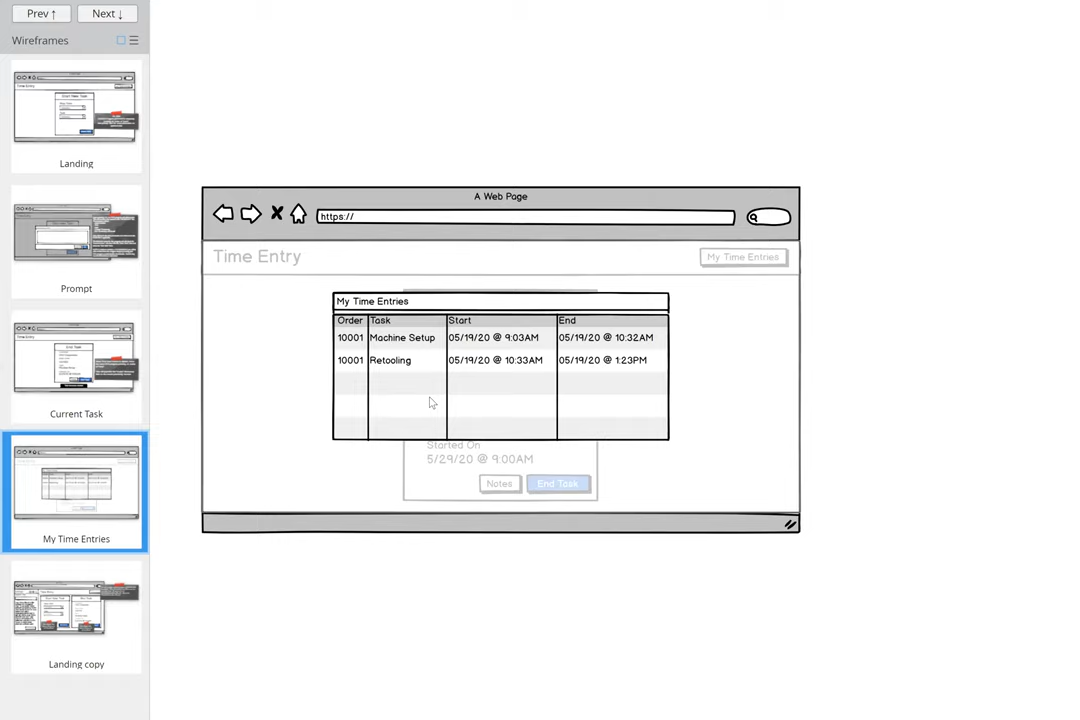 Prev ↑ Next ↓
Wireframes
Landing
Prompt
Current Task
My Time Entries
Landing copy
A Web Page
https://
Time Entry My Time Entries
My Time Entries
Order Task Start End
10001 Machine Setup 05/19/20 @ 9:03AM 05/19/20 @ 10:32AM
10001 Retooling 05/19/20 @ 10:33AM 05/19/20 @ 1:23PM
Started On
5/29/20 @ 9:00AM
Notes End Task